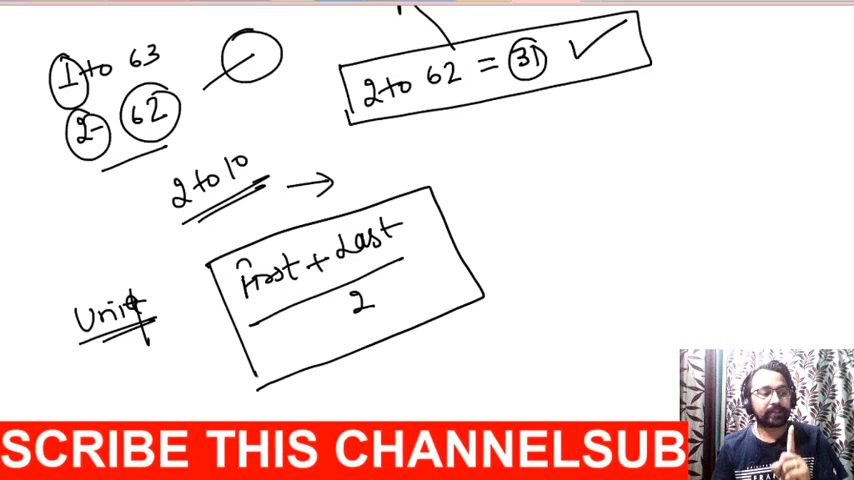 1 to 63
2 - 62
2 to 62 = 31
2 to 10
First + Last
2
Unit
SCRIBE THIS CHANNELSUB